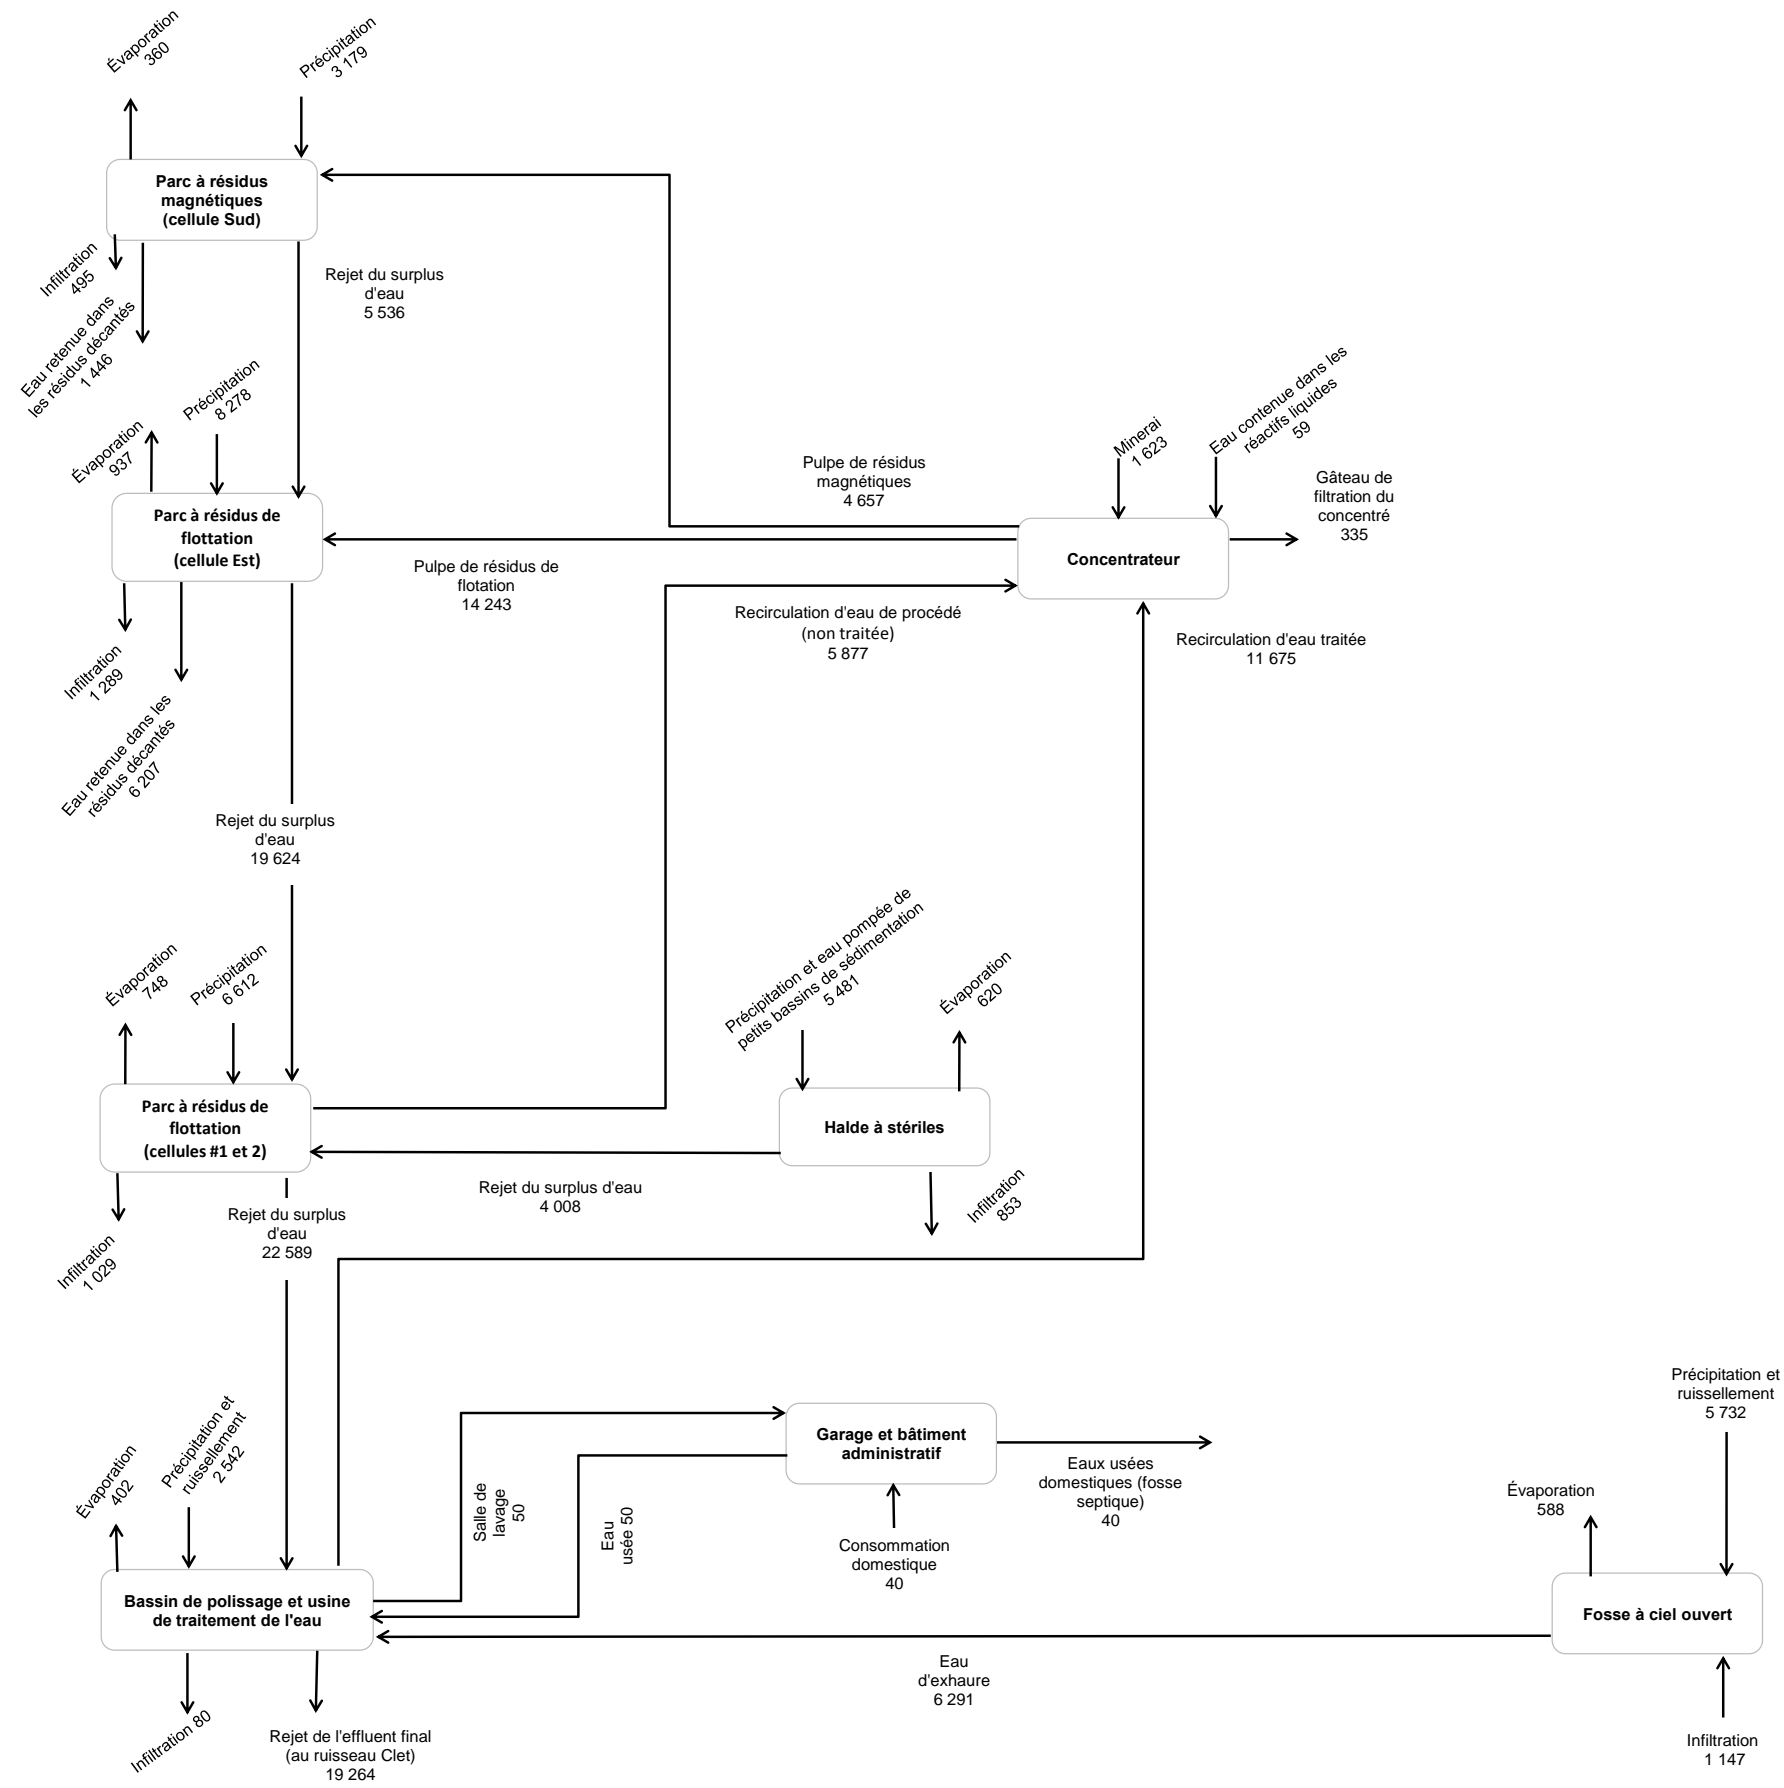 Évaporation
360
Précipitation
3 179
Parc à résidus
magnétiques
(cellule Sud)
Infiltration
495
Eau retenue dans
les résidus décantés
1 446
Rejet du surplus
d'eau
5 536
Évaporation
937
Précipitation
8 278
Parc à résidus de
flottation
(cellule Est)
Infiltration
1 289
Eau retenue dans les
résidus décantés
6 207
Pulpe de résidus
magnétiques
4 657
Pulpe de résidus de
flotation
14 243
Minerai
1 623
Eau contenue dans les
réactifs liquides
59
Gâteau de
filtration du
concentré
335
Concentrateur
Recirculation d'eau de procédé
(non traitée)
5 877
Recirculation d'eau traitée
11 675
Rejet du surplus
d'eau
19 624
Évaporation
748
Précipitation
6 612
Parc à résidus de
flottation
(cellules #1 et 2)
Infiltration
1 029
Précipitation et eau pompée de
petits bassins de sédimentation
5 481
Évaporation
620
Halde à stériles
Infiltration
853
Rejet du surplus d'eau
4 008
Rejet du surplus
d'eau
22 589
Évaporation
402
Précipitation et
ruissellement
2 542
Salle de
lavage
50
Eau
usée 50
Garage et bâtiment
administratif
Consommation
domestique
40
Eaux usées
domestiques (fosse
septique)
40
Précipitation et
ruissellement
5 732
Évaporation
588
Fosse à ciel ouvert
Infiltration
1 147
Bassin de polissage et usine
de traitement de l'eau
Eau
d'exhaure
6 291
Infiltration 80
Rejet de l'effluent final
(au ruisseau Clet)
19 264